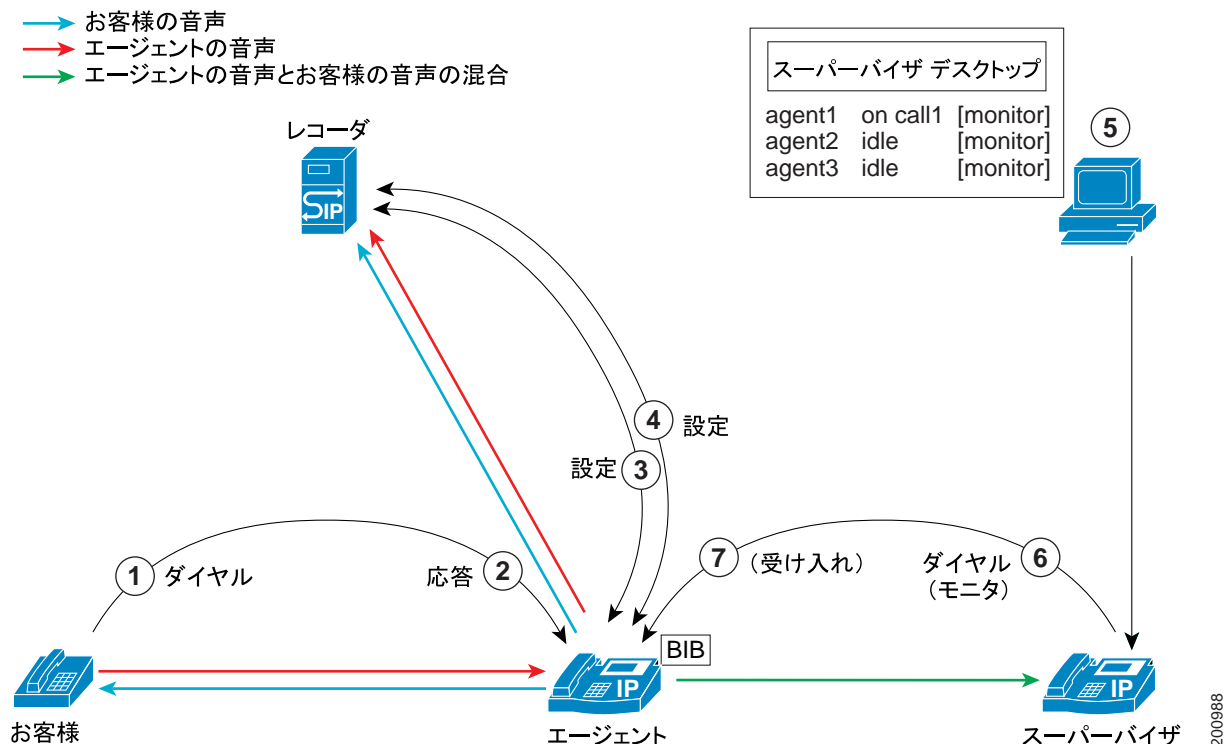 お客様の音声
エージェントの音声
エージェントの音声とお客様の音声の混合
スーパーバイザ デスクトップ
agent1 on call1 [monitor]
agent2 idle [monitor]
agent3 idle [monitor]
5
レコーダ
SIP
4 設定
設定 3
1 ダイヤル
応答 2
7 (受け入れ)
ダイヤル 6
(モニタ)
BIB
IP
IP
お客様
エージェント
スーパーバイザ
200988